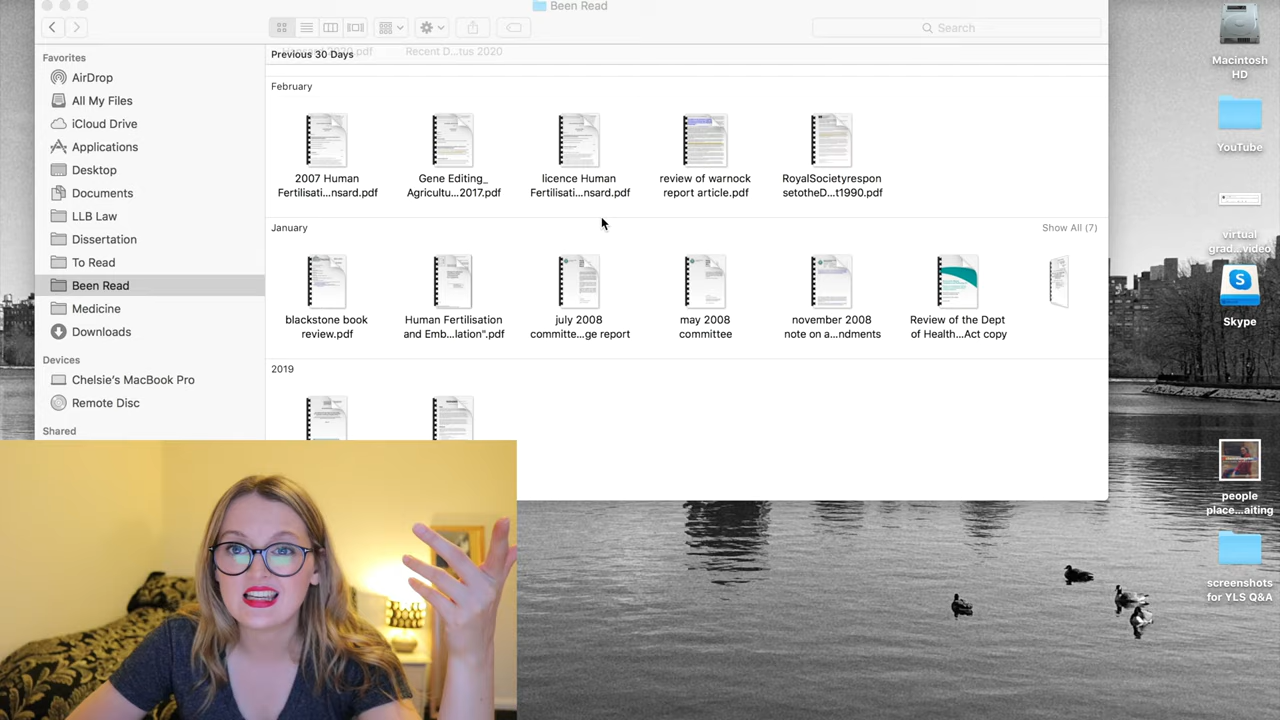 Been Read
Search
Favorites
AirDrop
All My Files
iCloud Drive
Applications
Desktop
Documents
LLB Law
Dissertation
To Read
Been Read
Medicine
Downloads
Devices
Chelsie's MacBook Pro
Remote Disc
Shared
Recent D...tus 2020
Previous 30 Days
February
2007 Human
Fertilisati...nsard.pdf
Gene Editing_
Agricultu...2017.pdf
licence Human
Fertilisati...nsard.pdf
review of warnock
report article.pdf
RoyalSocietyrespon
setotheD...t1990.pdf
January
Show All (7)
blackstone book
review.pdf
Human Fertilisation
and Emb...lation".pdf
july 2008
committe...ge report
may 2008
committee
november 2008
note on a...ndments
Review of the Dept
of Health...Act copy
2019
Macintosh
HD
YouTube
virtual
grad...video
Skype
people
place...aiting
screenshots
for YLS Q&A